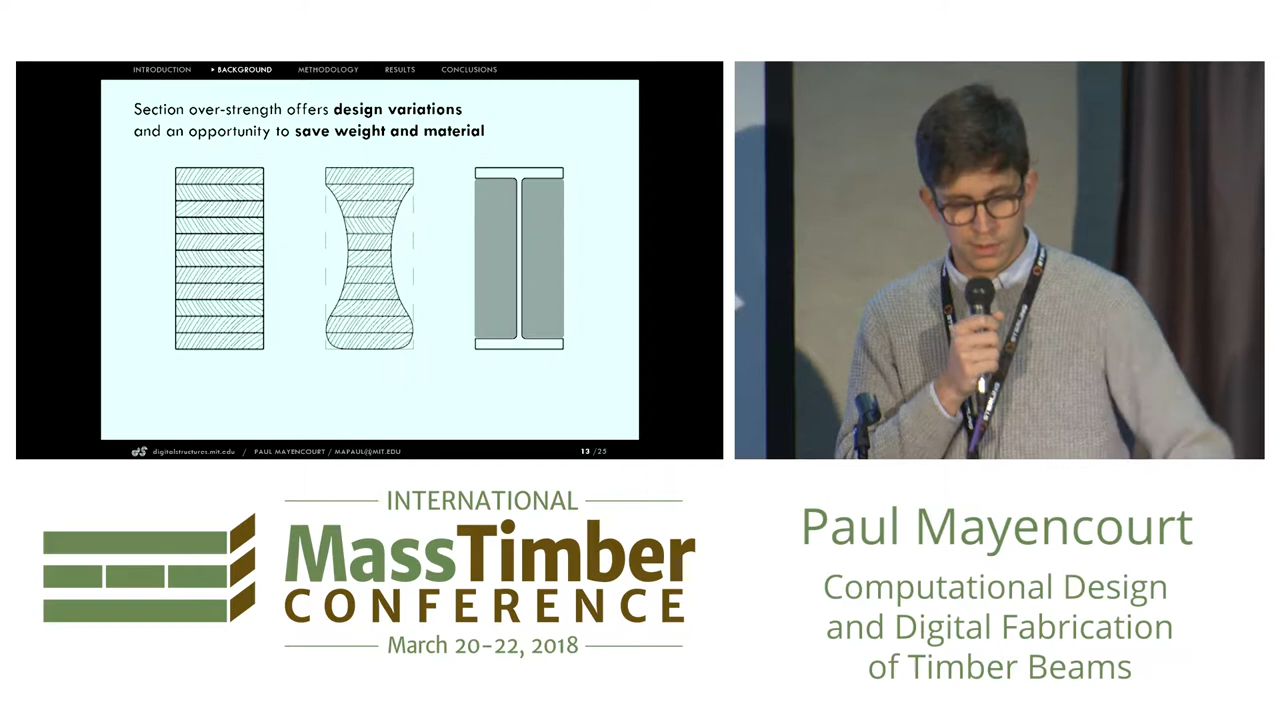 INTRODUCTION ▸ BACKGROUND METHODOLOGY RESULTS CONCLUSIONS
Section over-strength offers design variations
and an opportunity to save weight and material
digitalstructures.mit.edu / PAUL MAYENCOURT / MAPAUL@MIT.EDU 13 /25
INTERNATIONAL
MassTimber
CONFERENCE
March 20–22, 2018
Paul Mayencourt
Computational Design
and Digital Fabrication
of Timber Beams